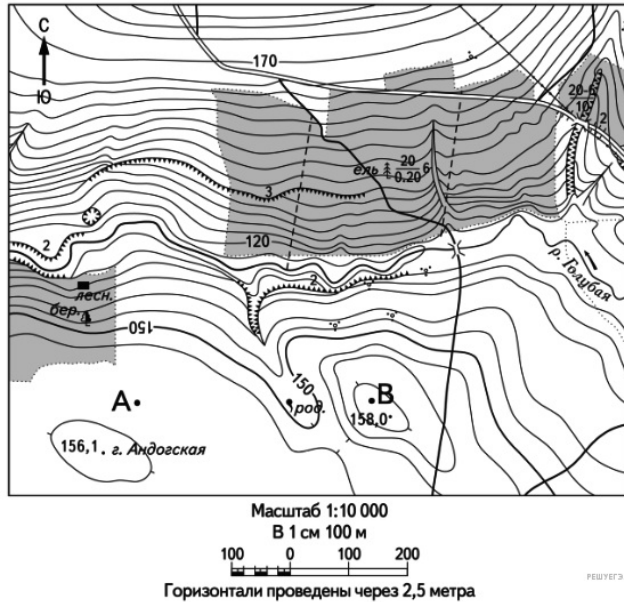 С
Ю
170
20-6
10
2
ель 20 6
0.20
3
120
2
2
р. Голубая
лесн.
бер.
150
150
род.
А
В
158,0
156,1 . г. Андогская
Масштаб 1:10 000
В 1 см 100 м
100 0 100 200
Горизонтали проведены через 2,5 метра
РЕШУЕГЭ